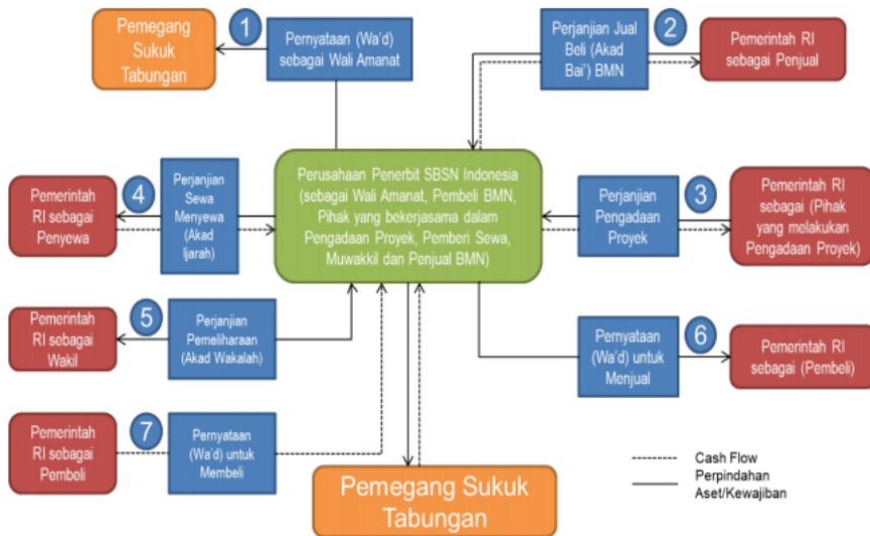 Pemegang
Sukuk
Tabungan
1
Pernyataan (Wa'd)
sebagai Wali Amanat
Perjanjian Jual
Beli (Akad
Bai') BMN
2
Pemerintah RI
sebagai Penjual
Pemerintah
RI sebagai
Penyewa
4
Perjanjian
Sewa
Menyewa
(Akad
Ijarah)
Perusahaan Penerbit SBSN Indonesia
(sebagai Wali Amanat, Pembeli BMN,
Pihak yang bekerjasama dalam
Pengadaan Proyek, Pemberi Sewa,
Muwakkil dan Penjual BMN)
Perjanjian
Pengadaan
Proyek
3
Pemerintah RI
sebagai (Pihak
yang melakukan
Pengadaan Proyek)
Pemerintah
RI sebagai
Wakil
5
Perjanjian
Pemeliharaan
(Akad Wakalah)
Pernyataan
(Wa'd) untuk
Menjual
6
Pemerintah RI
sebagai (Pembeli)
Pemerintah
RI sebagai
Pembeli
7
Pernyataan
(Wa'd) untuk
Membeli
Pemegang Sukuk
Tabungan
Cash Flow
Perpindahan
Aset/Kewajiban